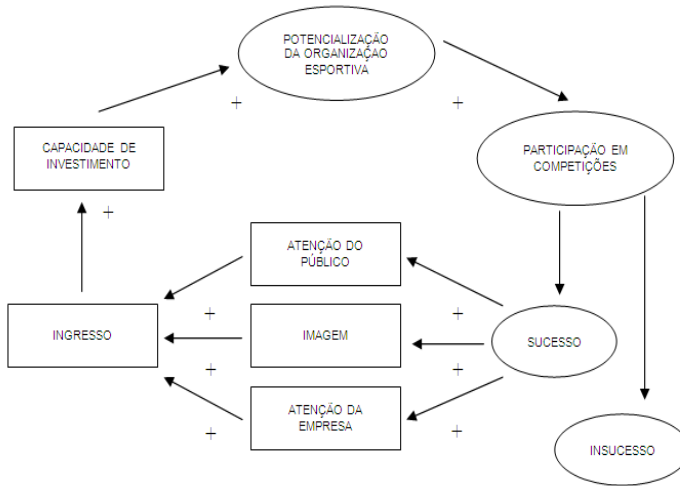 POTENCIALIZAÇÃO
DA ORGANIZAÇAO
ESPORTIVA
+
+
CAPACIDADE DE
INVESTIMENTO
PARTICIPAÇÃO EM
COMPETIÇÕES
+
ATENÇÃO DO
PÚBLICO
+
+
INGRESSO
IMAGEM
SUCESSO
+
+
ATENÇÃO DA
EMPRESA
+
+
INSUCESSO